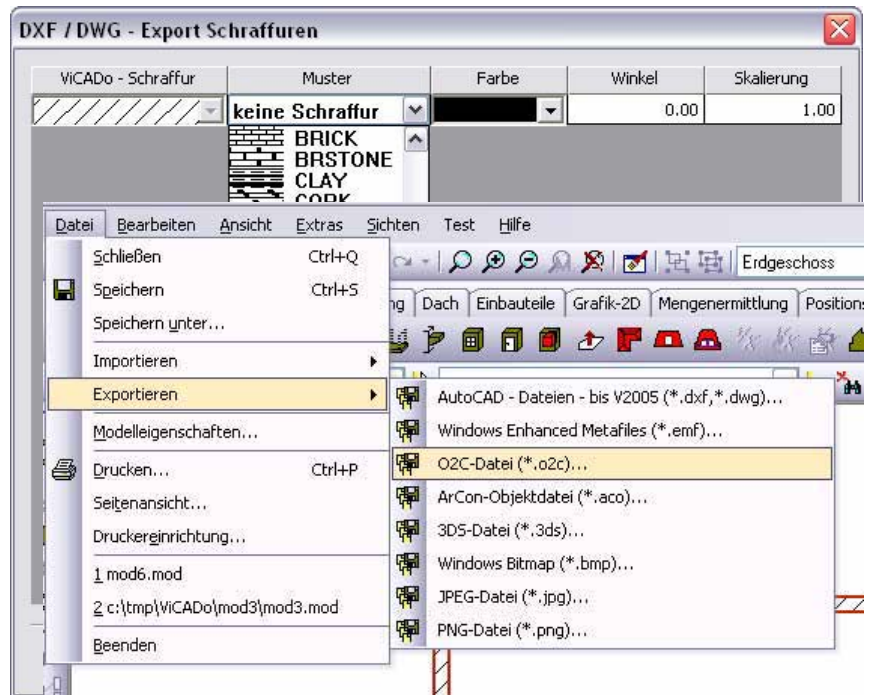 DXF / DWG - Export Schraffuren
ViCADo - Schraffur Muster Farbe Winkel Skalierung
keine Schraffur 0.00 1.00
BRICK
BRSTONE
CLAY
CORK
Datei Bearbeiten Ansicht Extras Sichten Test Hilfe
Erdgeschoss
Dach Einbauteile Grafik-2D Mengenermittlung Position
Schließen Ctrl+Q
Speichern Ctrl+S
Speichern unter...
Importieren
Exportieren
Modelleigenschaften...
Drucken... Ctrl+P
Seitenansicht...
Druckereinrichtung...
1 mod6.mod
2 c:\tmp\ViCADo\mod3\mod3.mod
Beenden
AutoCAD - Dateien - bis V2005 (*.dxf,*.dwg)...
Windows Enhanced Metafiles (*.emf)...
O2C-Datei (*.o2c)...
ArCon-Objektdatei (*.aco)...
3DS-Datei (*.3ds)...
Windows Bitmap (*.bmp)...
JPEG-Datei (*.jpg)...
PNG-Datei (*.png)...